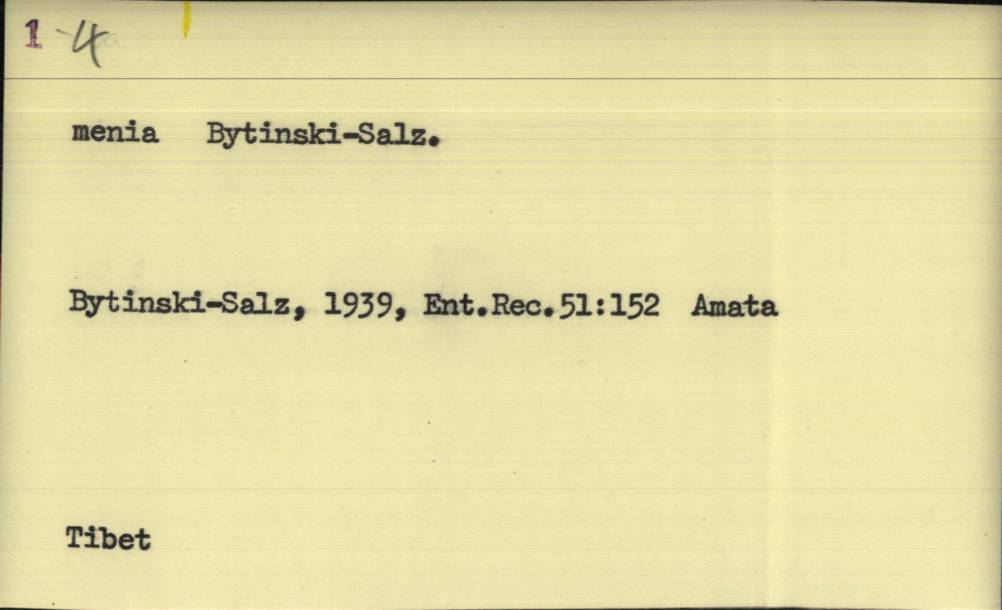 1 4
menia Bytinski-Salz.
Bytinski-Salz, 1939, Ent.Rec.51:152 Amata
Tibet